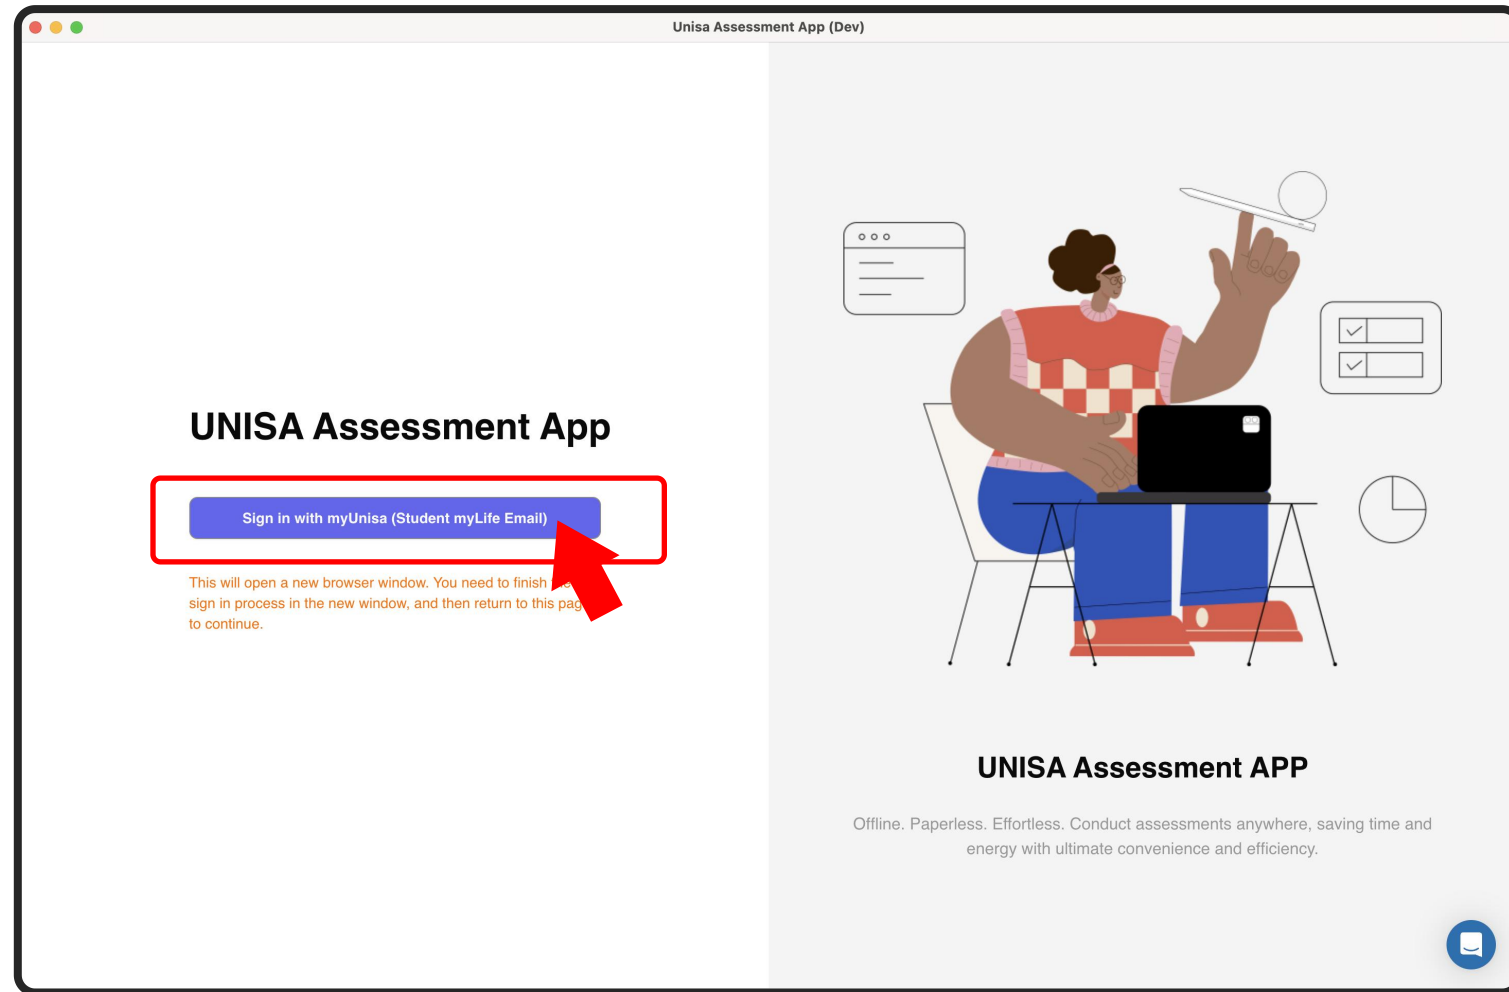 Unisa Assessment App (Dev)
UNISA Assessment App
Sign in with myUnisa (Student myLife Email)
This will open a new browser window. You need to finish
sign in process in the new window, and then return to this
to continue.
UNISA Assessment APP
Offline. Paperless. Effortless. Conduct assessments anywhere, saving time and
energy with ultimate convenience and efficiency.